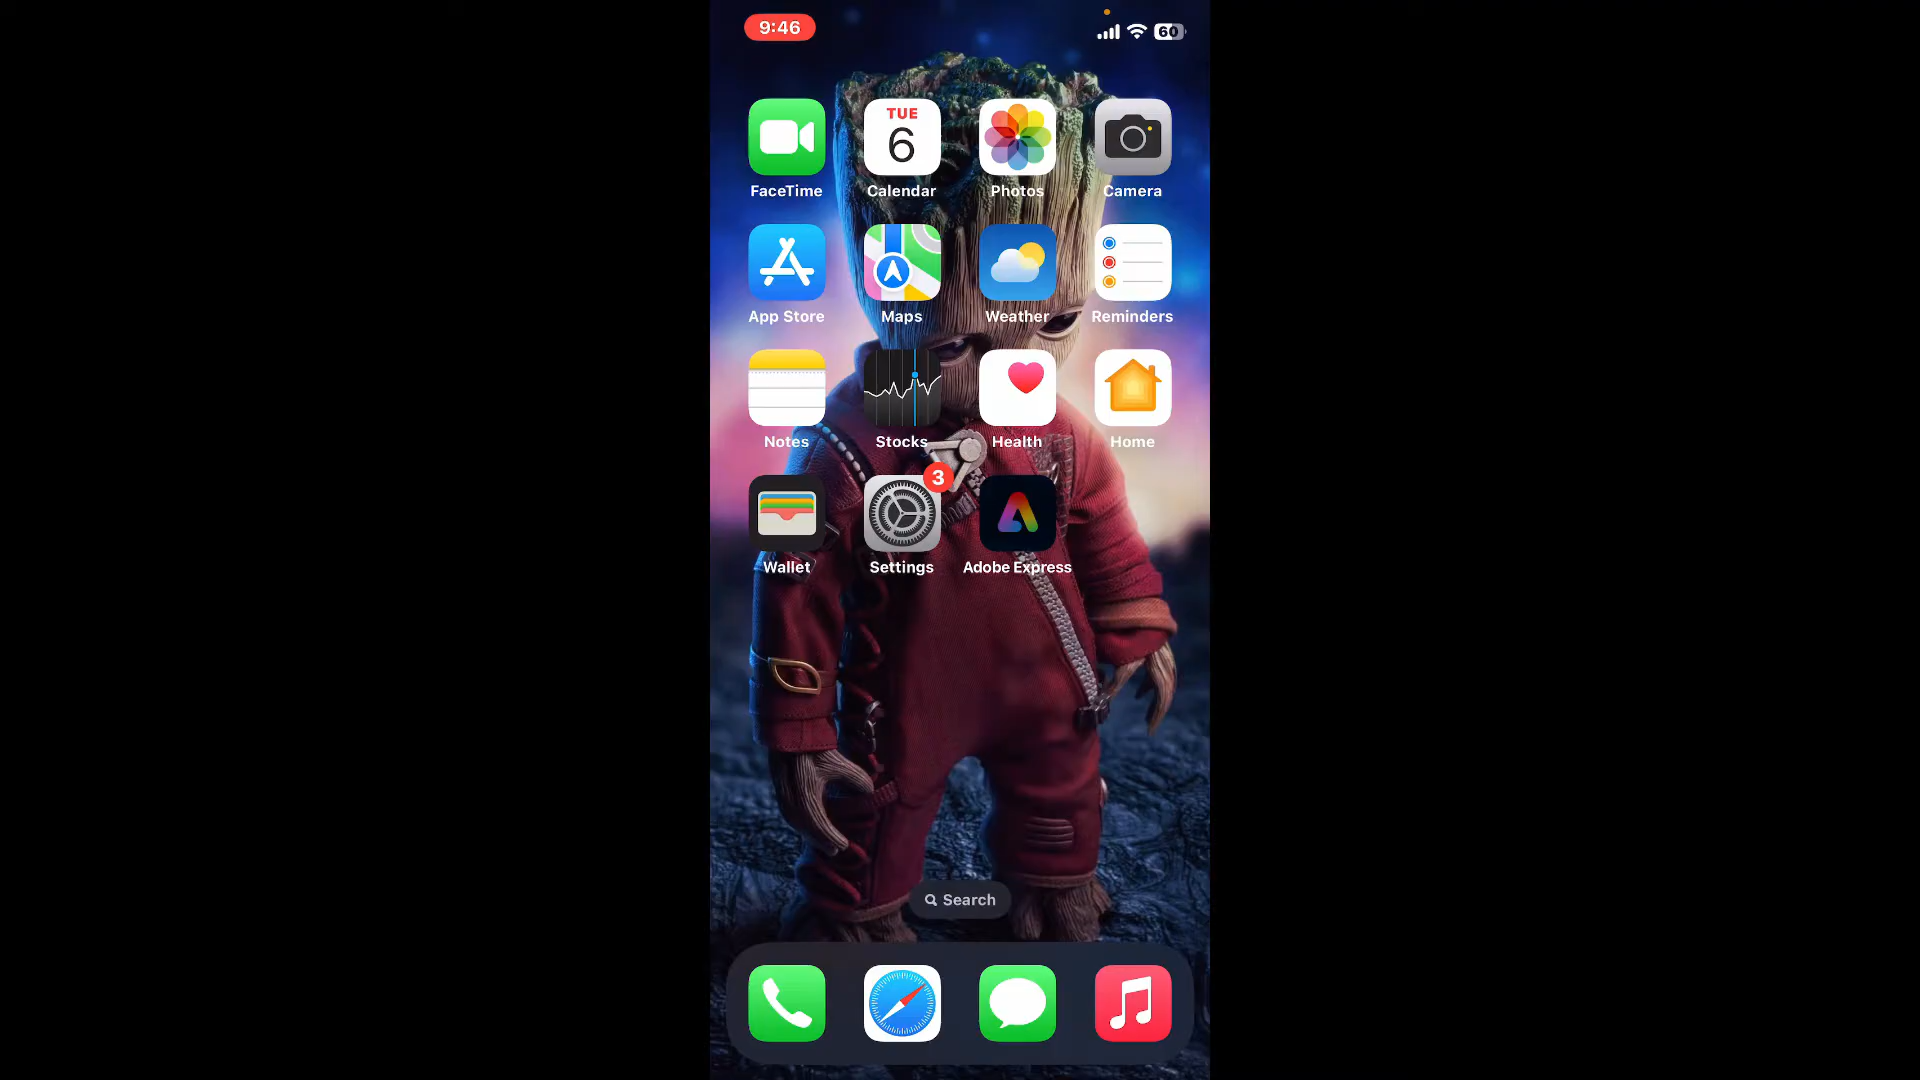 9:46
60
TUE
6
FaceTime
Calendar
Photos
Camera
App Store
Maps
Weather
Reminders
Notes
Stocks
Health
Home
3
Wallet
Settings
Adobe Express
Search